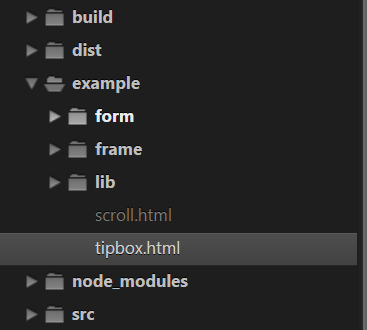 build
dist
example
form
frame
lib
scroll.html
tipbox.html
node_modules
src